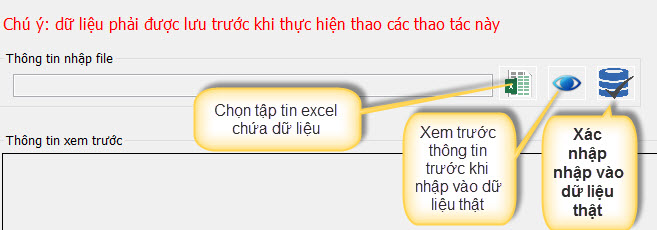 Chú ý: dữ liệu phải được lưu trước khi thực hiện thao các thao tác này
Thông tin nhập file
Chọn tập tin excel
chứa dữ liệu
Xem trước
thông tin
trước khi
nhập vào dữ
liệu thật
Xác
nhập
nhập vào
dữ liệu
thật
Thông tin xem trước